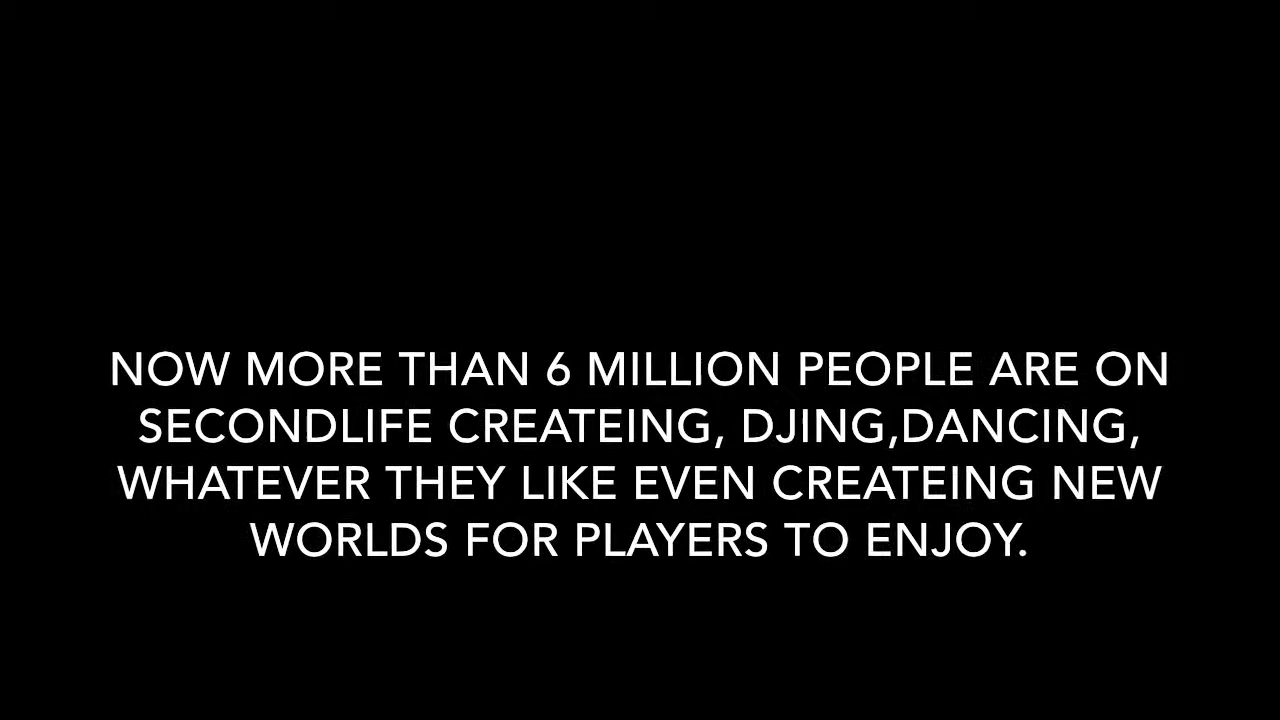 NOW MORE THAN 6 MILLION PEOPLE ARE ON
SECONDLIFE CREATEING, DJING,DANCING,
WHATEVER THEY LIKE EVEN CREATEING NEW
WORLDS FOR PLAYERS TO ENJOY.